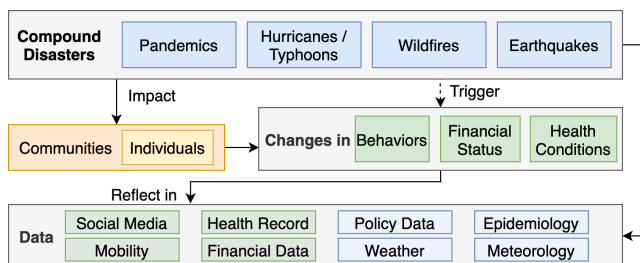 Compound
Disasters
Pandemics
Hurricanes /
Typhoons
Wildfires
Earthquakes
Impact
Trigger
Communities
Individuals
Changes in
Behaviors
Financial
Status
Health
Conditions
Reflect in
Data
Social Media
Health Record
Policy Data
Epidemiology
Mobility
Financial Data
Weather
Meteorology